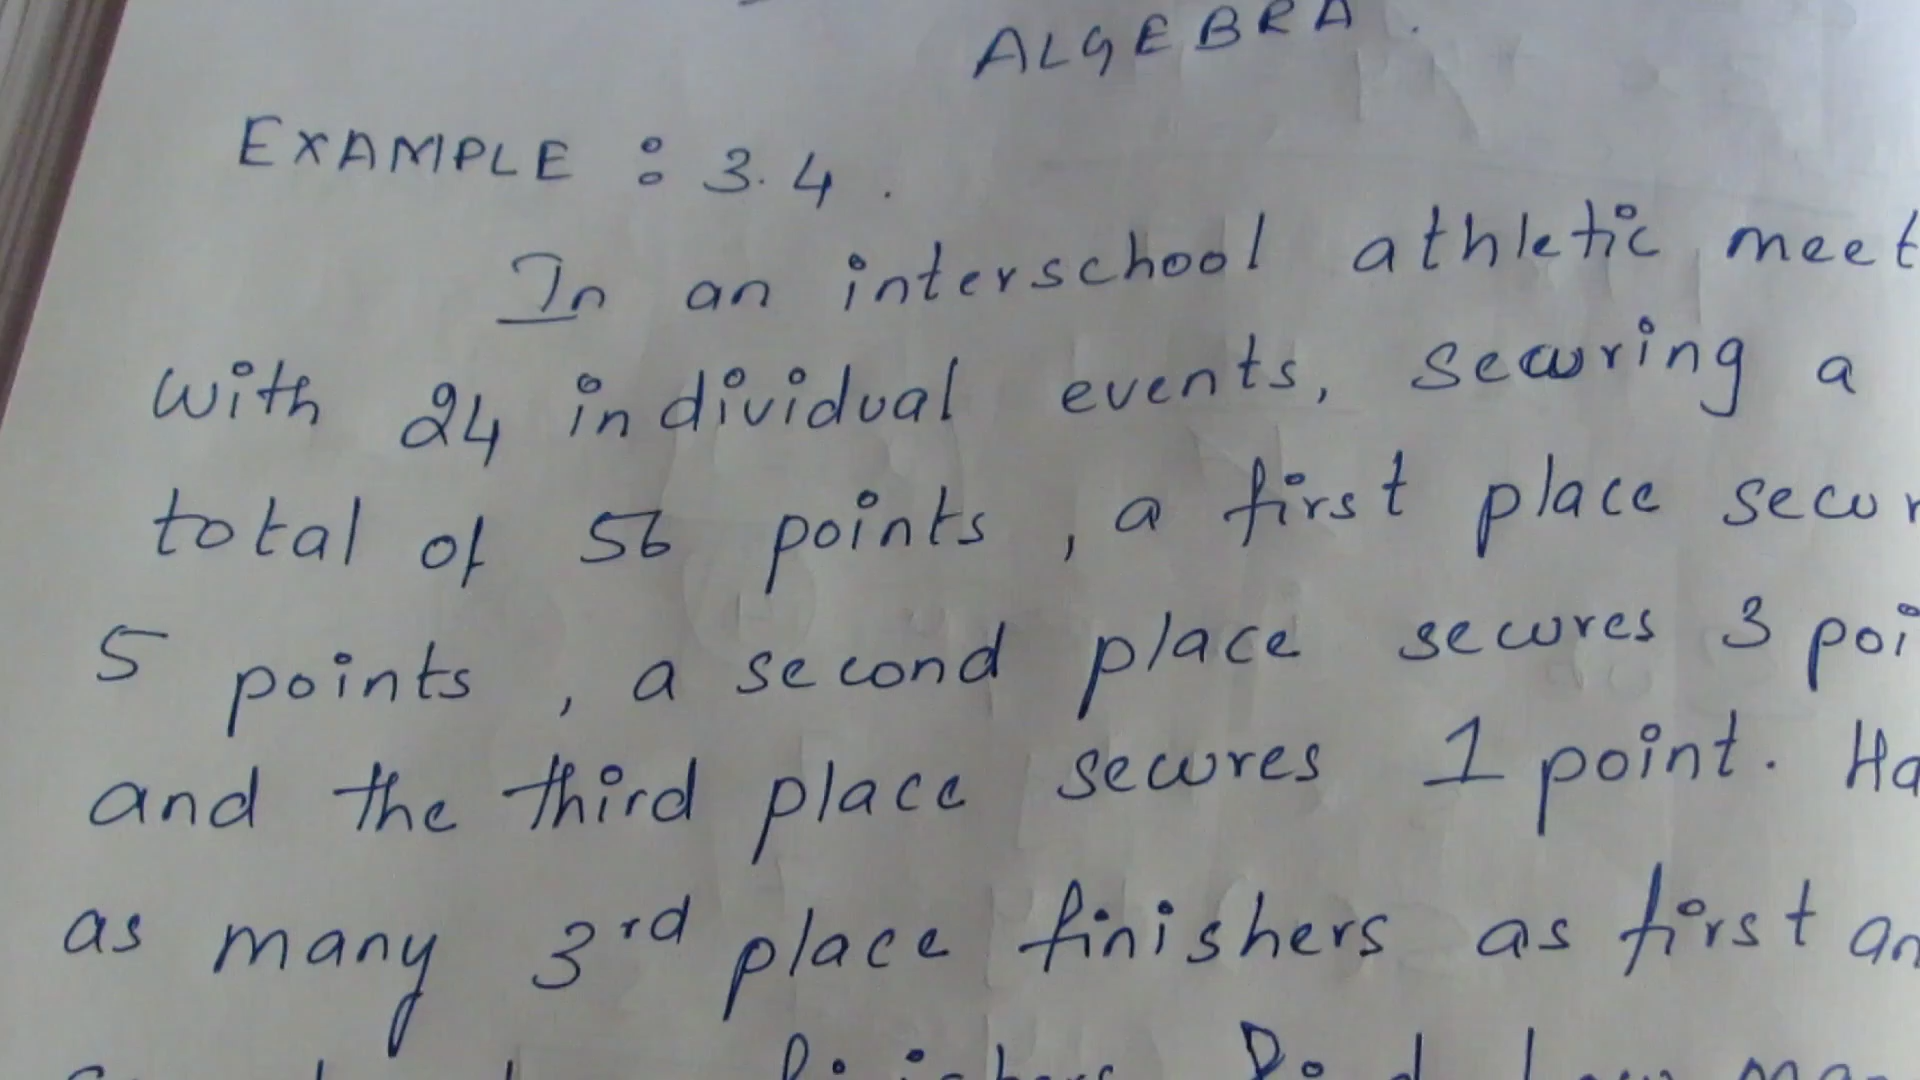 ALGEBRA.
EXAMPLE : 3.4.
In an interschool athletic meet
with 24 individual events, securing a
total of 56 points, a first place secur
5 points, a second place secures 3 poi
and the third place secures 1 point. Ha
as many 3rd place finishers as first an